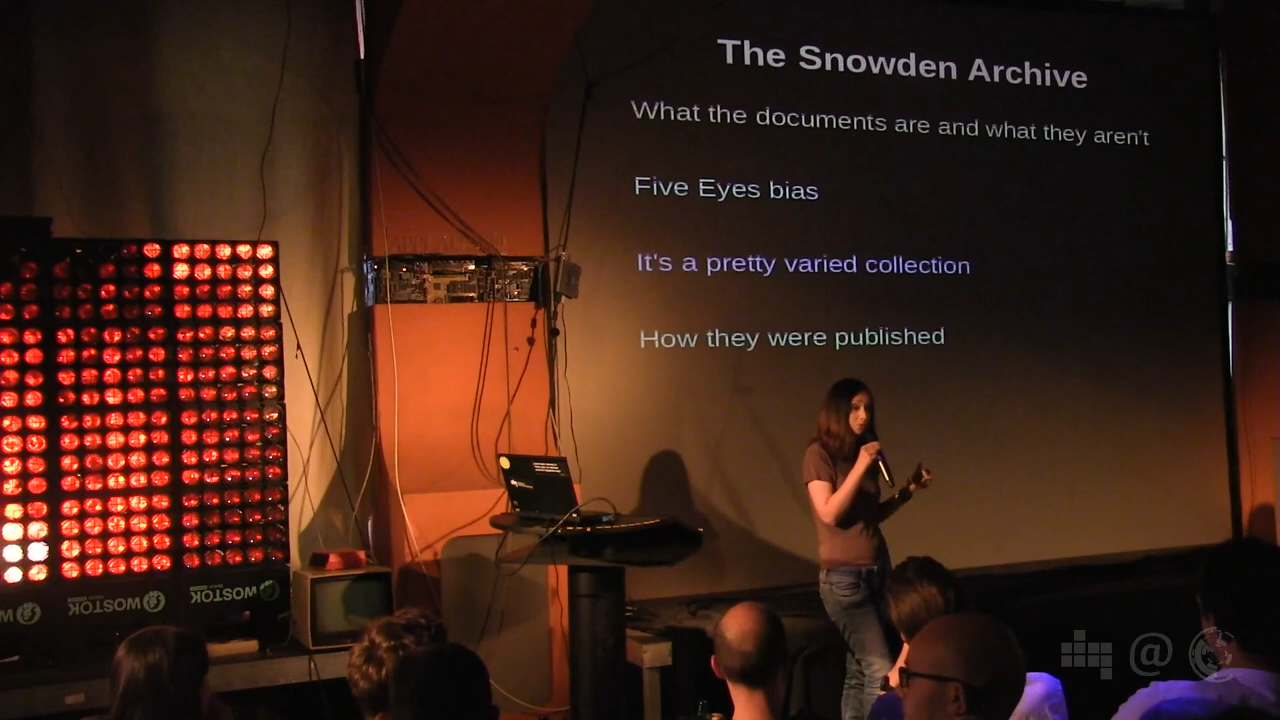 The Snowden Archive
What the documents are and what they aren't
Five Eyes bias
It's a pretty varied collection
How they were published
WOSTOK
WOSTOK
@